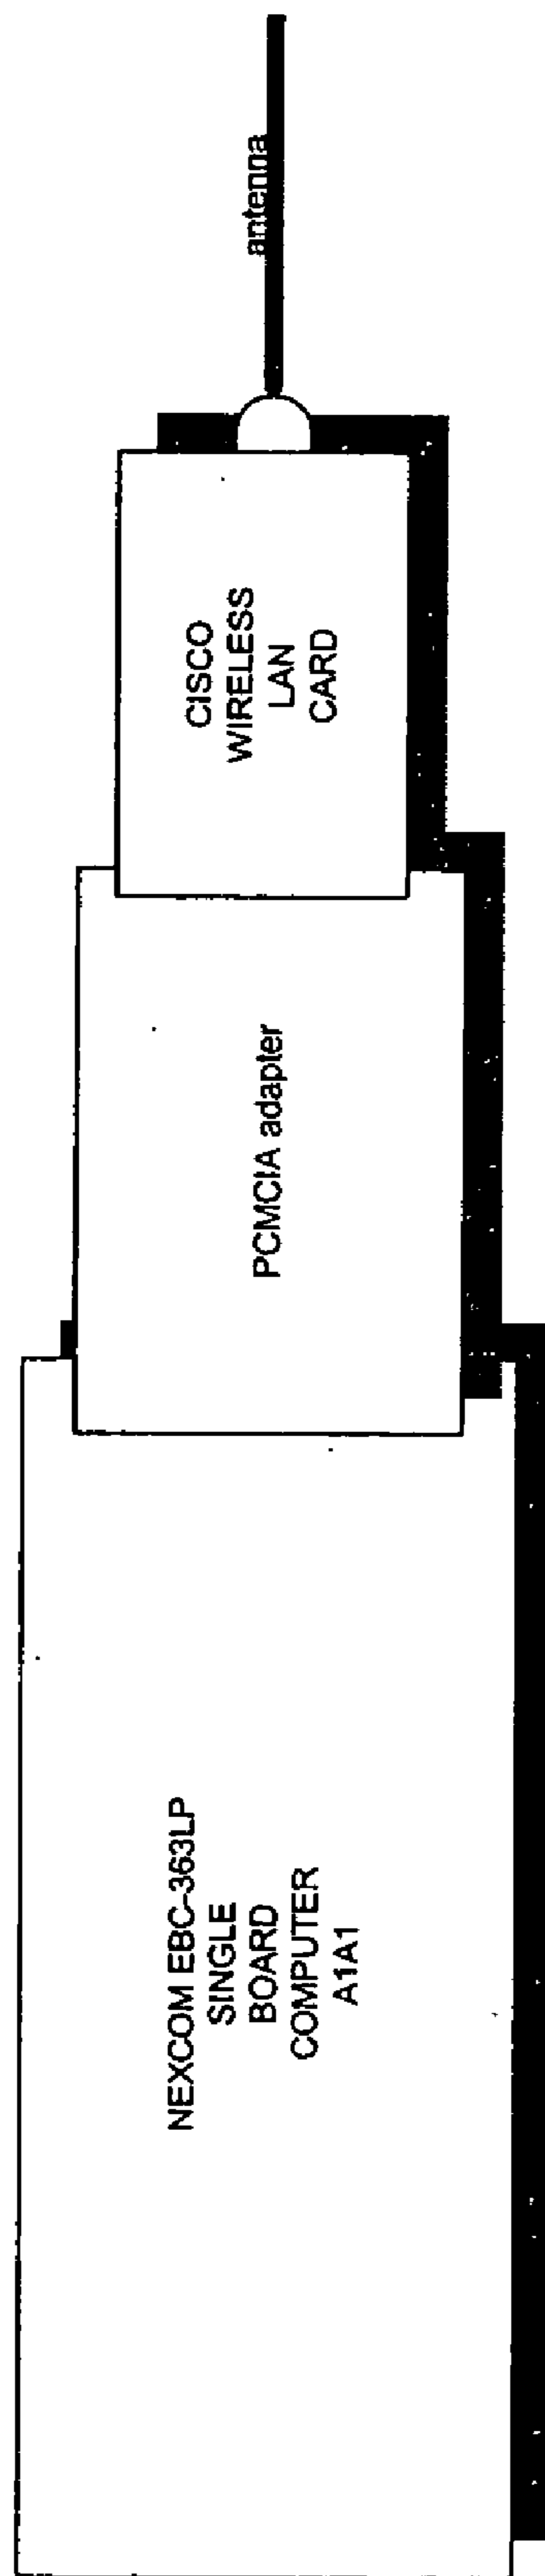 NEXCOM EBC-363LP
SINGLE
BOARD
COMPUTER
A1A1
PCMCIA adapter
CISCO
WIRELESS
LAN
CARD
antenna